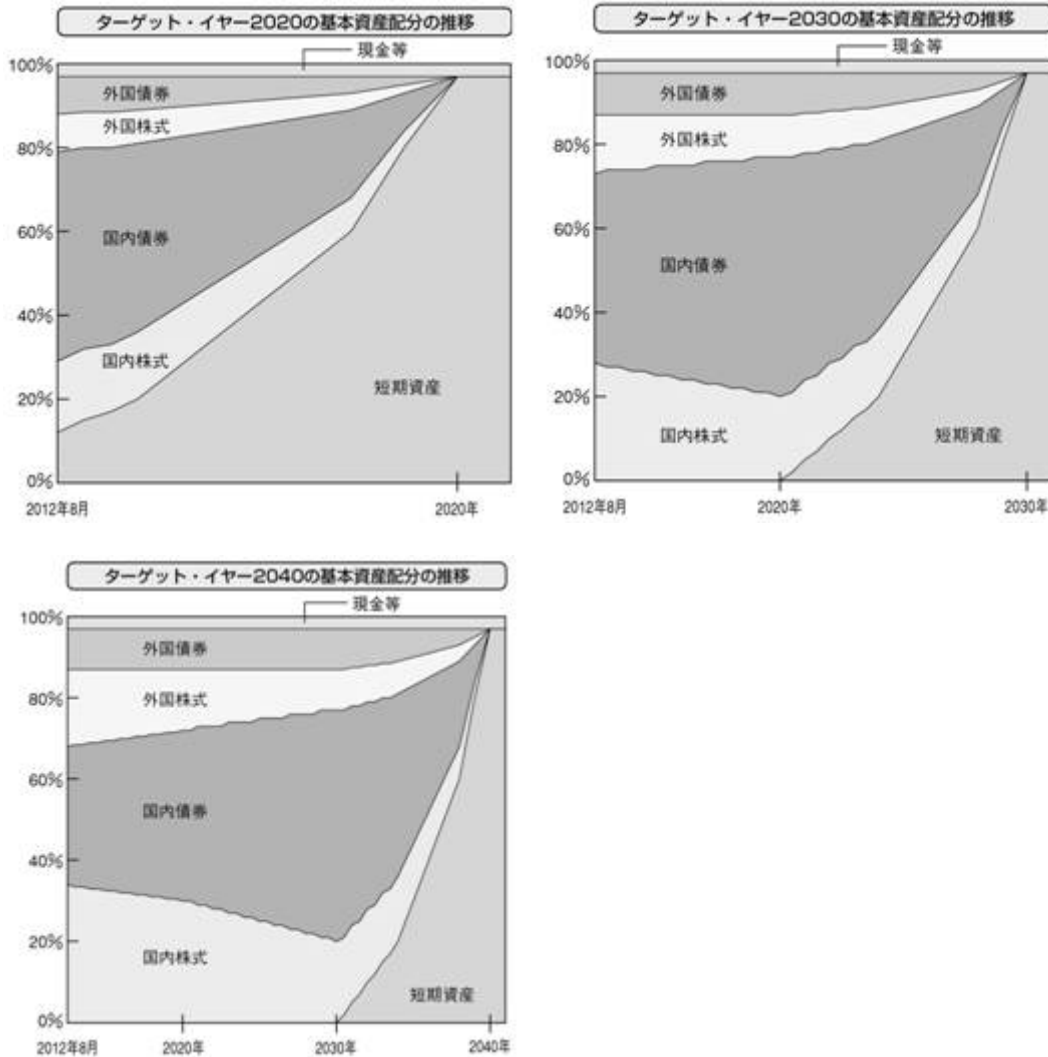 ターゲット・イヤー2020の基本資産配分の推移
現金等
100%
外国債券
外国株式
80%
国内債券
60%
40%
国内株式
短期資産
20%
0%
2012年8月
2020年
ターゲット・イヤー2030の基本資産配分の推移
現金等
100%
外国債券
外国株式
80%
国内債券
60%
40%
20%
国内株式
短期資産
0%
2012年8月
2020年
2030年
ターゲット・イヤー2040の基本資産配分の推移
現金等
100%
外国債券
外国株式
80%
60%
国内債券
40%
20%
国内株式
短期資産
0%
2012年8月
2020年
2030年
2040年